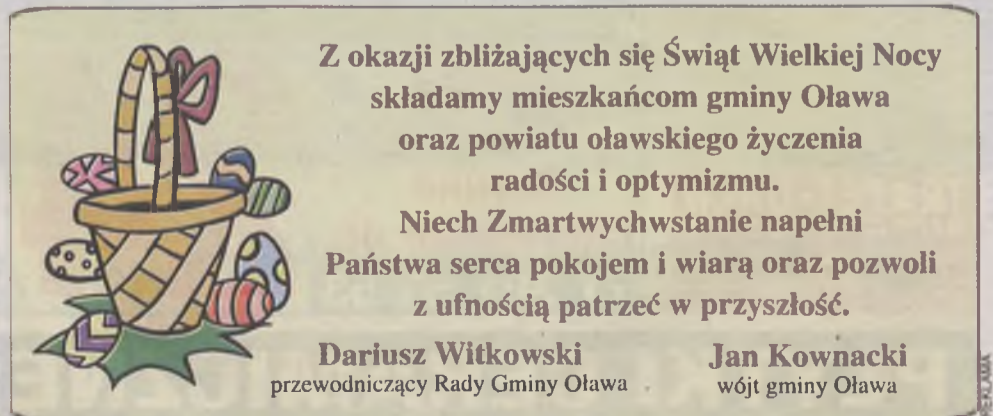 Z okazji zbliżających się Świąt Wielkiej Nocy
składamy mieszkańcom gminy Oława
oraz powiatu oławskiego życzenia
radości i optymizmu.
Niech Zmartwychwstanie napełni
Państwa serca pokojem i wiarą oraz pozwoli
z ufnością patrzeć w przyszłość.
Dariusz Witkowski
przewodniczący Rady Gminy Oława
Jan Kownacki
wójt gminy Oława
REKLAMA